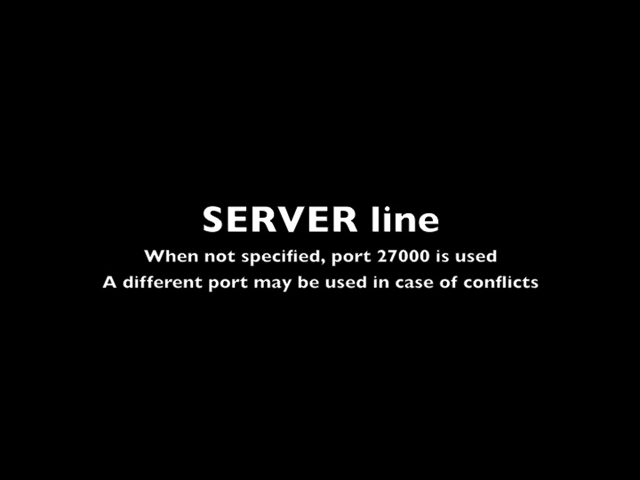 SERVER line
When not specified, port 27000 is used
A different port may be used in case of conflicts